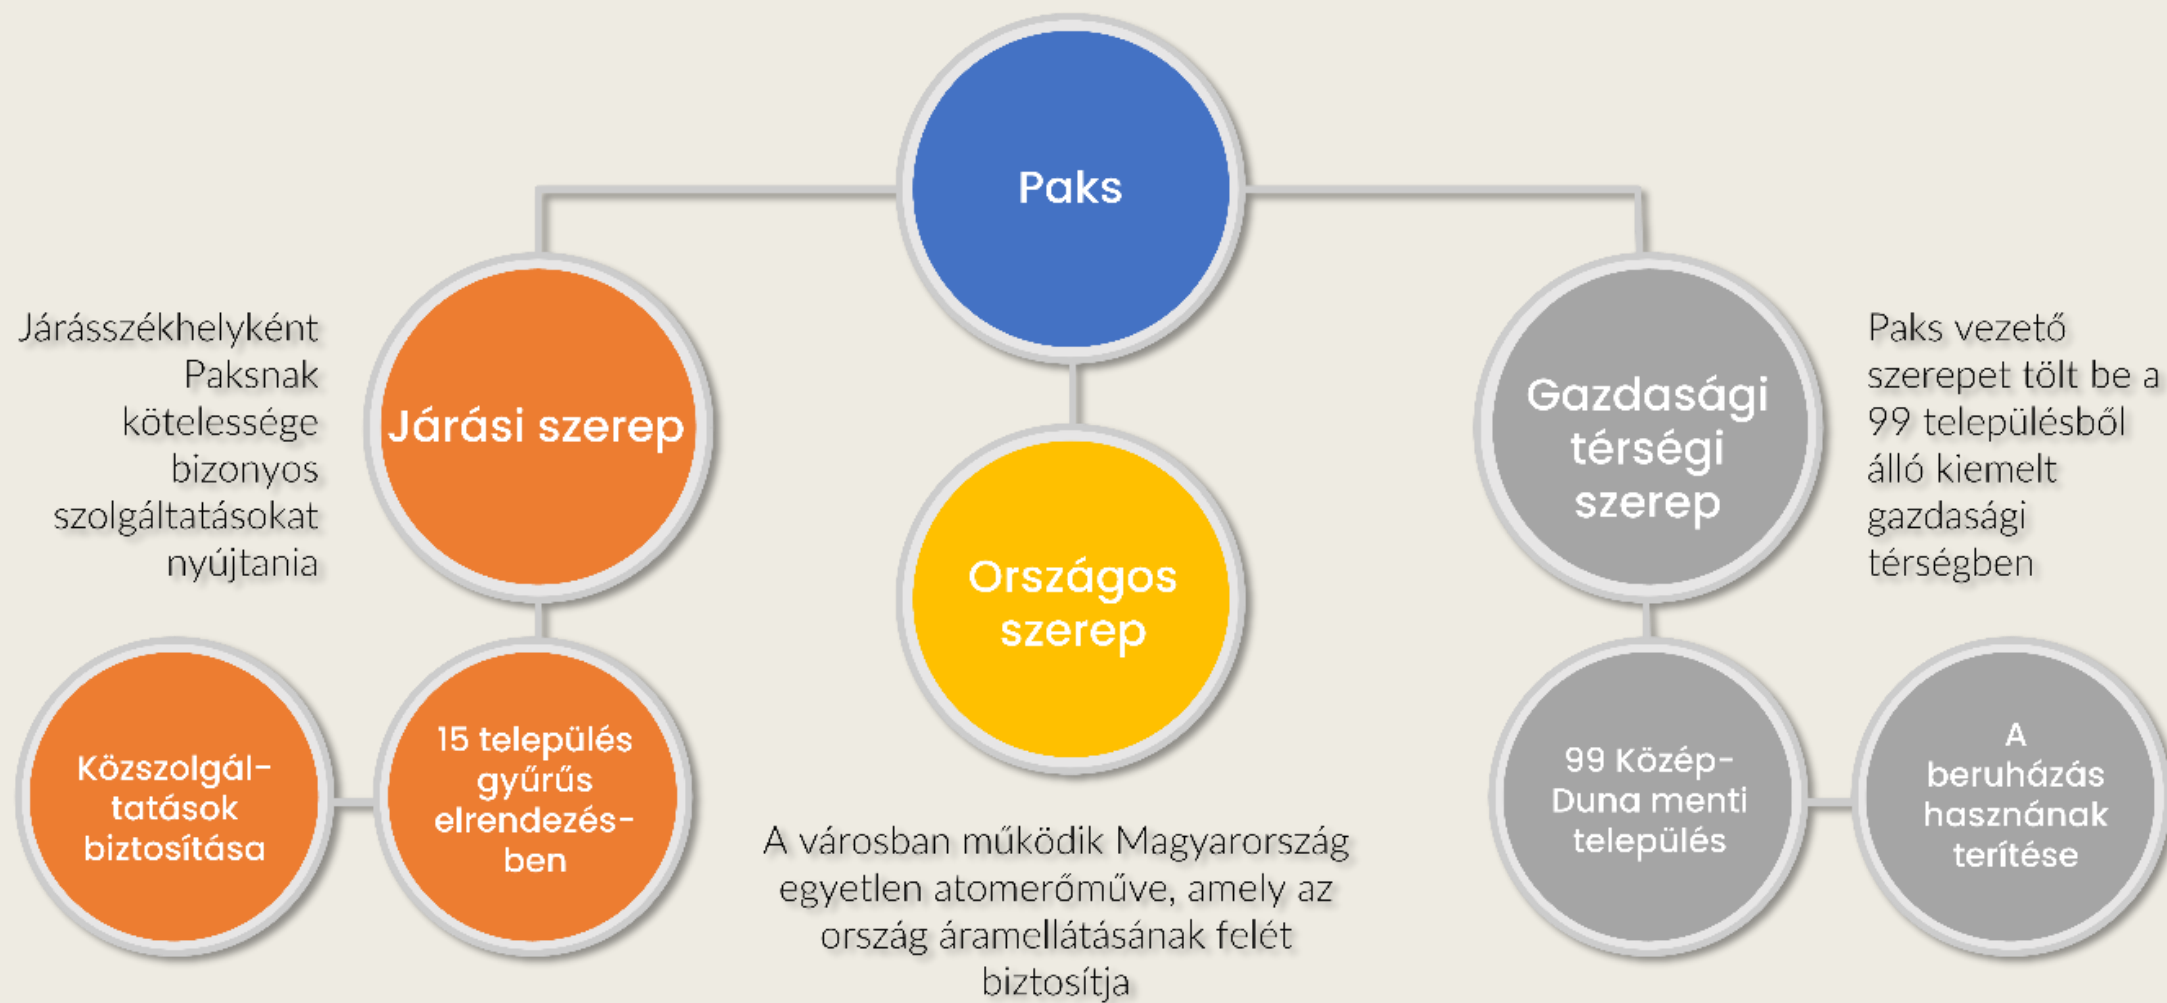 Paks
Járásszékhelyként
Paksnak
kötelessége
bizonyos
szolgáltatásokat
nyújtania
Járási szerep
Országos
szerep
Gazdasági
térségi
szerep
Paks vezető
szerepet tölt be a
99 településből
álló kiemelt
gazdasági
térségben
Közszolgál-
tatások
biztosítása
15 település
gyűrűs
elrendezés-
ben
A városban működik Magyarország
egyetlen atomerőműve, amely az
ország áramellátásának felét
biztosítja
99 Közép-
Duna menti
település
A
beruházás
hasznának
terítése